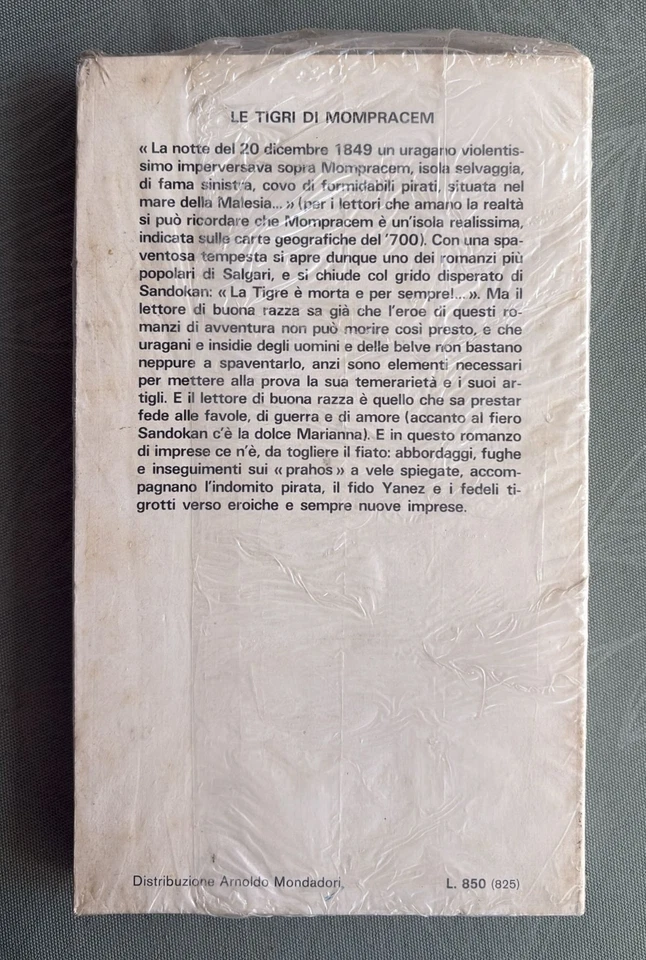 LE TIGRI DI MOMPRACEM
« La notte del 20 dicembre 1849 un uragano violentis-
simo imperversava sopra Mompracem, isola selvaggia,
di fama sinistra, covo di formidabili pirati, situata nel
mare della Malesia... » (per i lettori che amano la realtà
si può ricordare che Mompracem è un'isola realissima,
indicata sulle carte geografiche del '700). Con una spa-
ventosa tempesta si apre dunque uno dei romanzi più
popolari di Salgari, e si chiude col grido disperato di
Sandokan: « La Tigre è morta e per sempre!... ». Ma il
lettore di buona razza sa già che l'eroe di questi ro-
manzi di avventura non può morire così presto, e che
uragani e insidie degli uomini e delle belve non bastano
neppure a spaventarlo, anzi sono elementi necessari
per mettere alla prova la sua temerarietà e i suoi ar-
tigli. E il lettore di buona razza è quello che sa prestar
fede alle favole, di guerra e di amore (accanto al fiero
Sandokan c'è la dolce Marianna). E in questo romanzo
di imprese ce n'è, da togliere il fiato: abbordaggi, fughe
e inseguimenti sui « prahos » a vele spiegate, accom-
pagnano l'indomito pirata, il fido Yanez e i fedeli ti-
grotti verso eroiche e sempre nuove imprese.
Distribuzione Arnoldo Mondadori,
L. 850 (825)